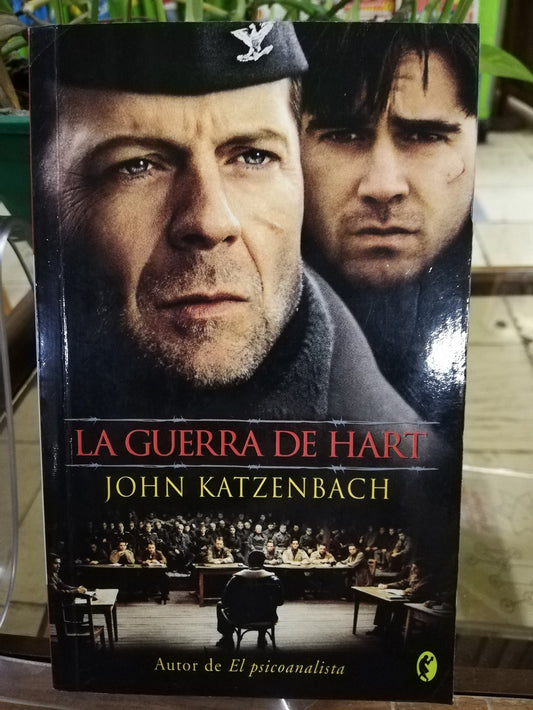 LA GUERRA DE HART
JOHN KATZENBACH
Autor de El psicoanalista